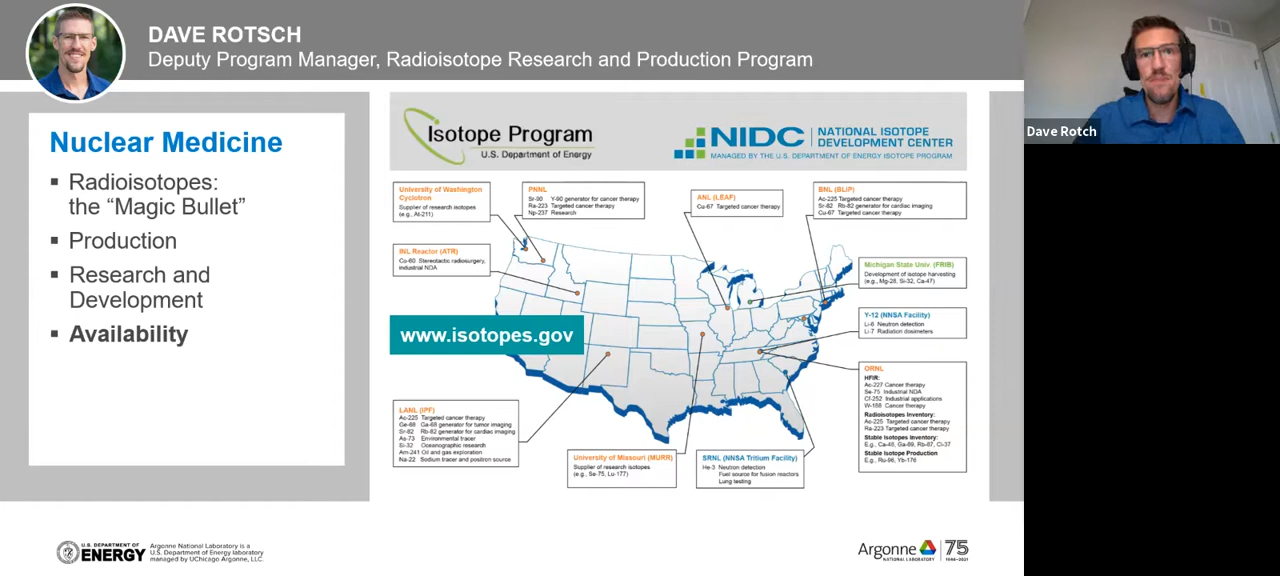 DAVE ROTSCH
Deputy Program Manager, Radioisotope Research and Production Program
Dave Rotch
Nuclear Medicine
▪ Radioisotopes:
the “Magic Bullet”
▪ Production
▪ Research and
Development
▪ Availability
Isotope Program
U.S. Department of Energy
NIDC
NATIONAL ISOTOPE
DEVELOPMENT CENTER
MANAGED BY THE U.S. DEPARTMENT OF ENERGY ISOTOPE PROGRAM
University of Washington
Cyclotron
Supplier of research isotopes
(e.g., At-211)
PNNL
Sr-90 Y-90 generator for cancer therapy
Ra-223 Targeted cancer therapy
Np-237 Research
ANL (LEAF)
Cu-67 Targeted cancer therapy
BNL (BLIP)
Ac-225 Targeted cancer therapy
Sr-82 Rb-82 generator for cardiac imaging
Cu-67 Targeted cancer therapy
INL Reactor (ATR)
Co-60 Stereotactic radiosurgery,
industrial NDA
Michigan State Univ. (FRIB)
Development of isotope harvesting
(e.g., Mg-28, Si-32, Ca-47)
www.isotopes.gov
Y-12 (NNSA Facility)
Li-6 Neutron detection
Li-7 Radiation dosimeters
ORNL
HFIR:
Ac-227 Cancer therapy
Se-75 Industrial NDA
Cf-252 Industrial applications
W-188 Cancer therapy
Radioisotopes Inventory:
Ac-225 Targeted cancer therapy
Ra-223 Targeted cancer therapy
Stable Isotopes Inventory:
E.g., Ca-48, Ga-69, Rb-87, Cl-37
Stable Isotope Production
E.g., Ru-96, Yb-176
LANL (IPF)
Ac-225 Targeted cancer therapy
Ge-68 Ga-68 generator for tumor imaging
Sr-82 Rb-82 generator for cardiac imaging
As-73 Environmental tracer
Si-32 Oceanographic research
Am-241 Oil and gas exploration
Na-22 Sodium tracer and positron source
University of Missouri (MURR)
Supplier of research isotopes
(e.g., Se-75, Lu-177)
SRNL (NNSA Tritium Facility)
He-3 Neutron detection
Fuel source for fusion reactors
Lung testing
U.S. DEPARTMENT OF
ENERGY
Argonne National Laboratory is a
U.S. Department of Energy laboratory
managed by UChicago Argonne, LLC.
Argonne
NATIONAL LABORATORY
75
1946–2021